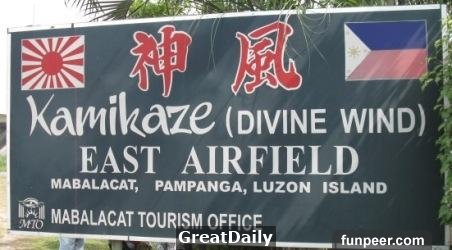 神風
Kamikaze (DIVINE WIND)
EAST AIRFIELD
MABALACAT, PAMPANGA, LUZON ISLAND
MTO
MABALACAT TOURISM OFFICE
GreatDaily
funpeer.com